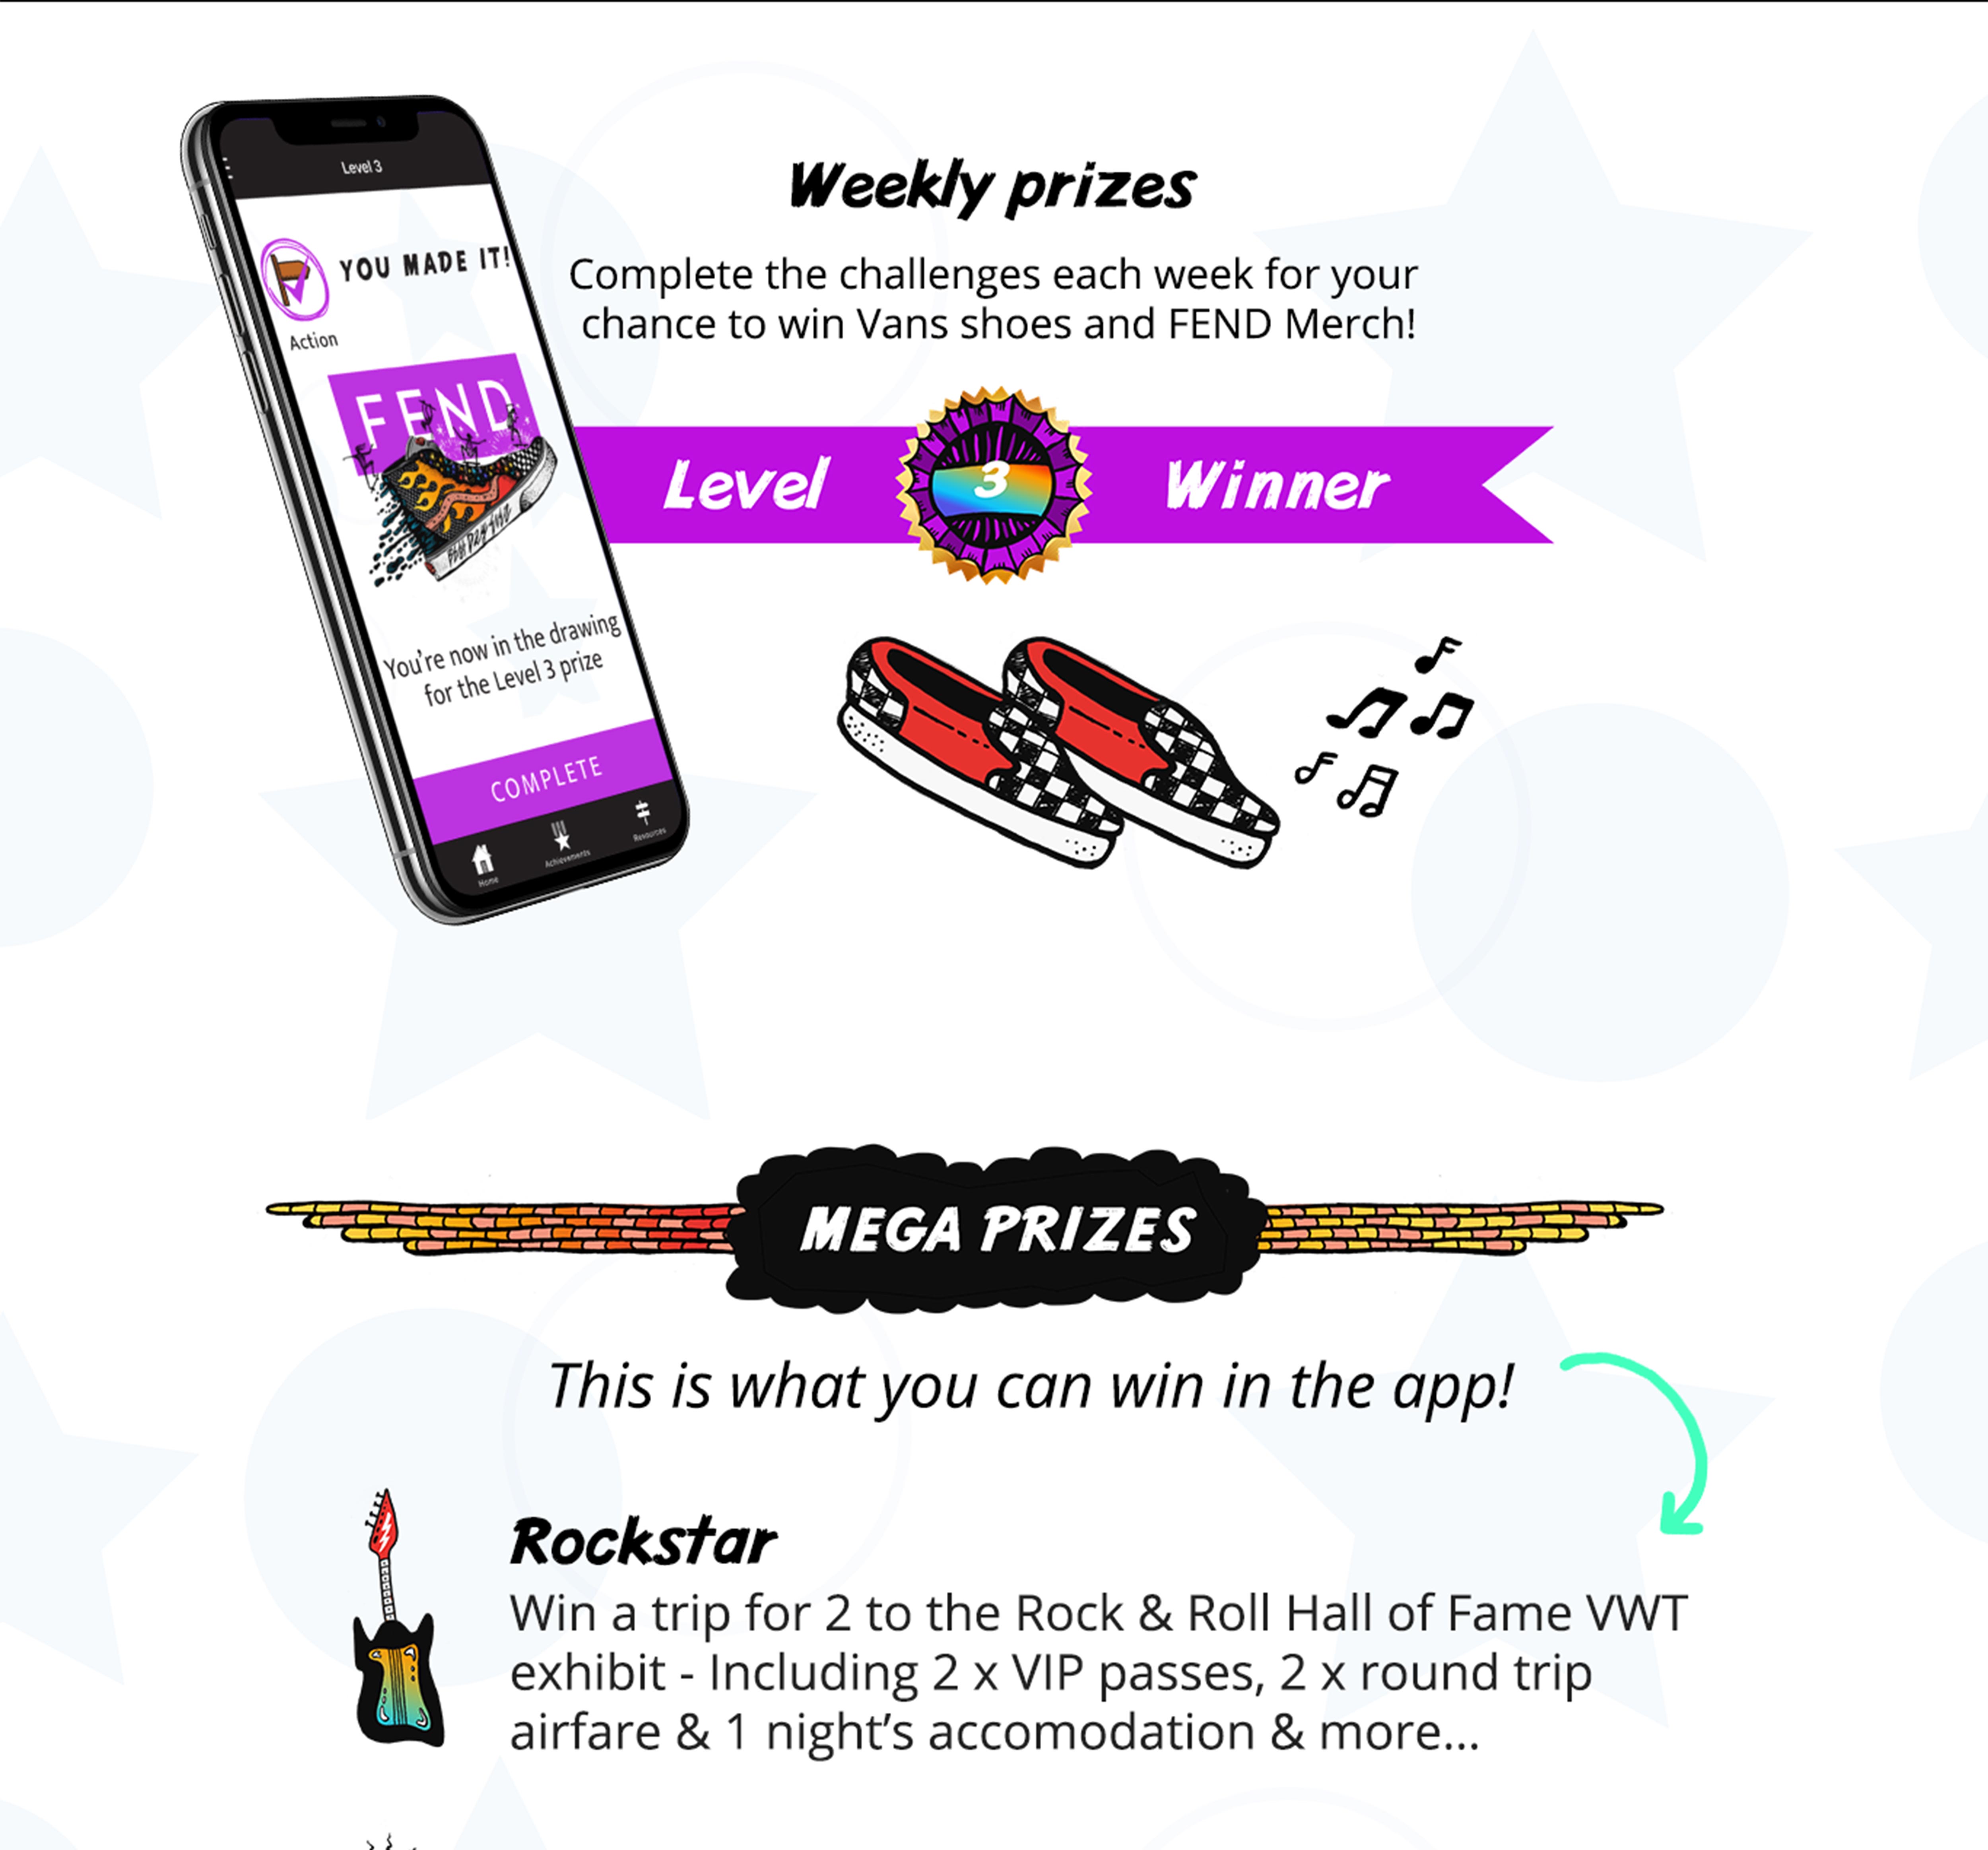 Level 3
YOU MADE IT!
Action
FEND
You're now in the drawing
for the Level 3 prize
COMPLETE
Home
Achievements
Resources
Weekly prizes
Complete the challenges each week for your
chance to win Vans shoes and FEND Merch!
Level 3 Winner
MEGA PRIZES
This is what you can win in the app!
Rockstar
Win a trip for 2 to the Rock & Roll Hall of Fame VWT
exhibit - Including 2 x VIP passes, 2 x round trip
airfare & 1 night’s accomodation & more...